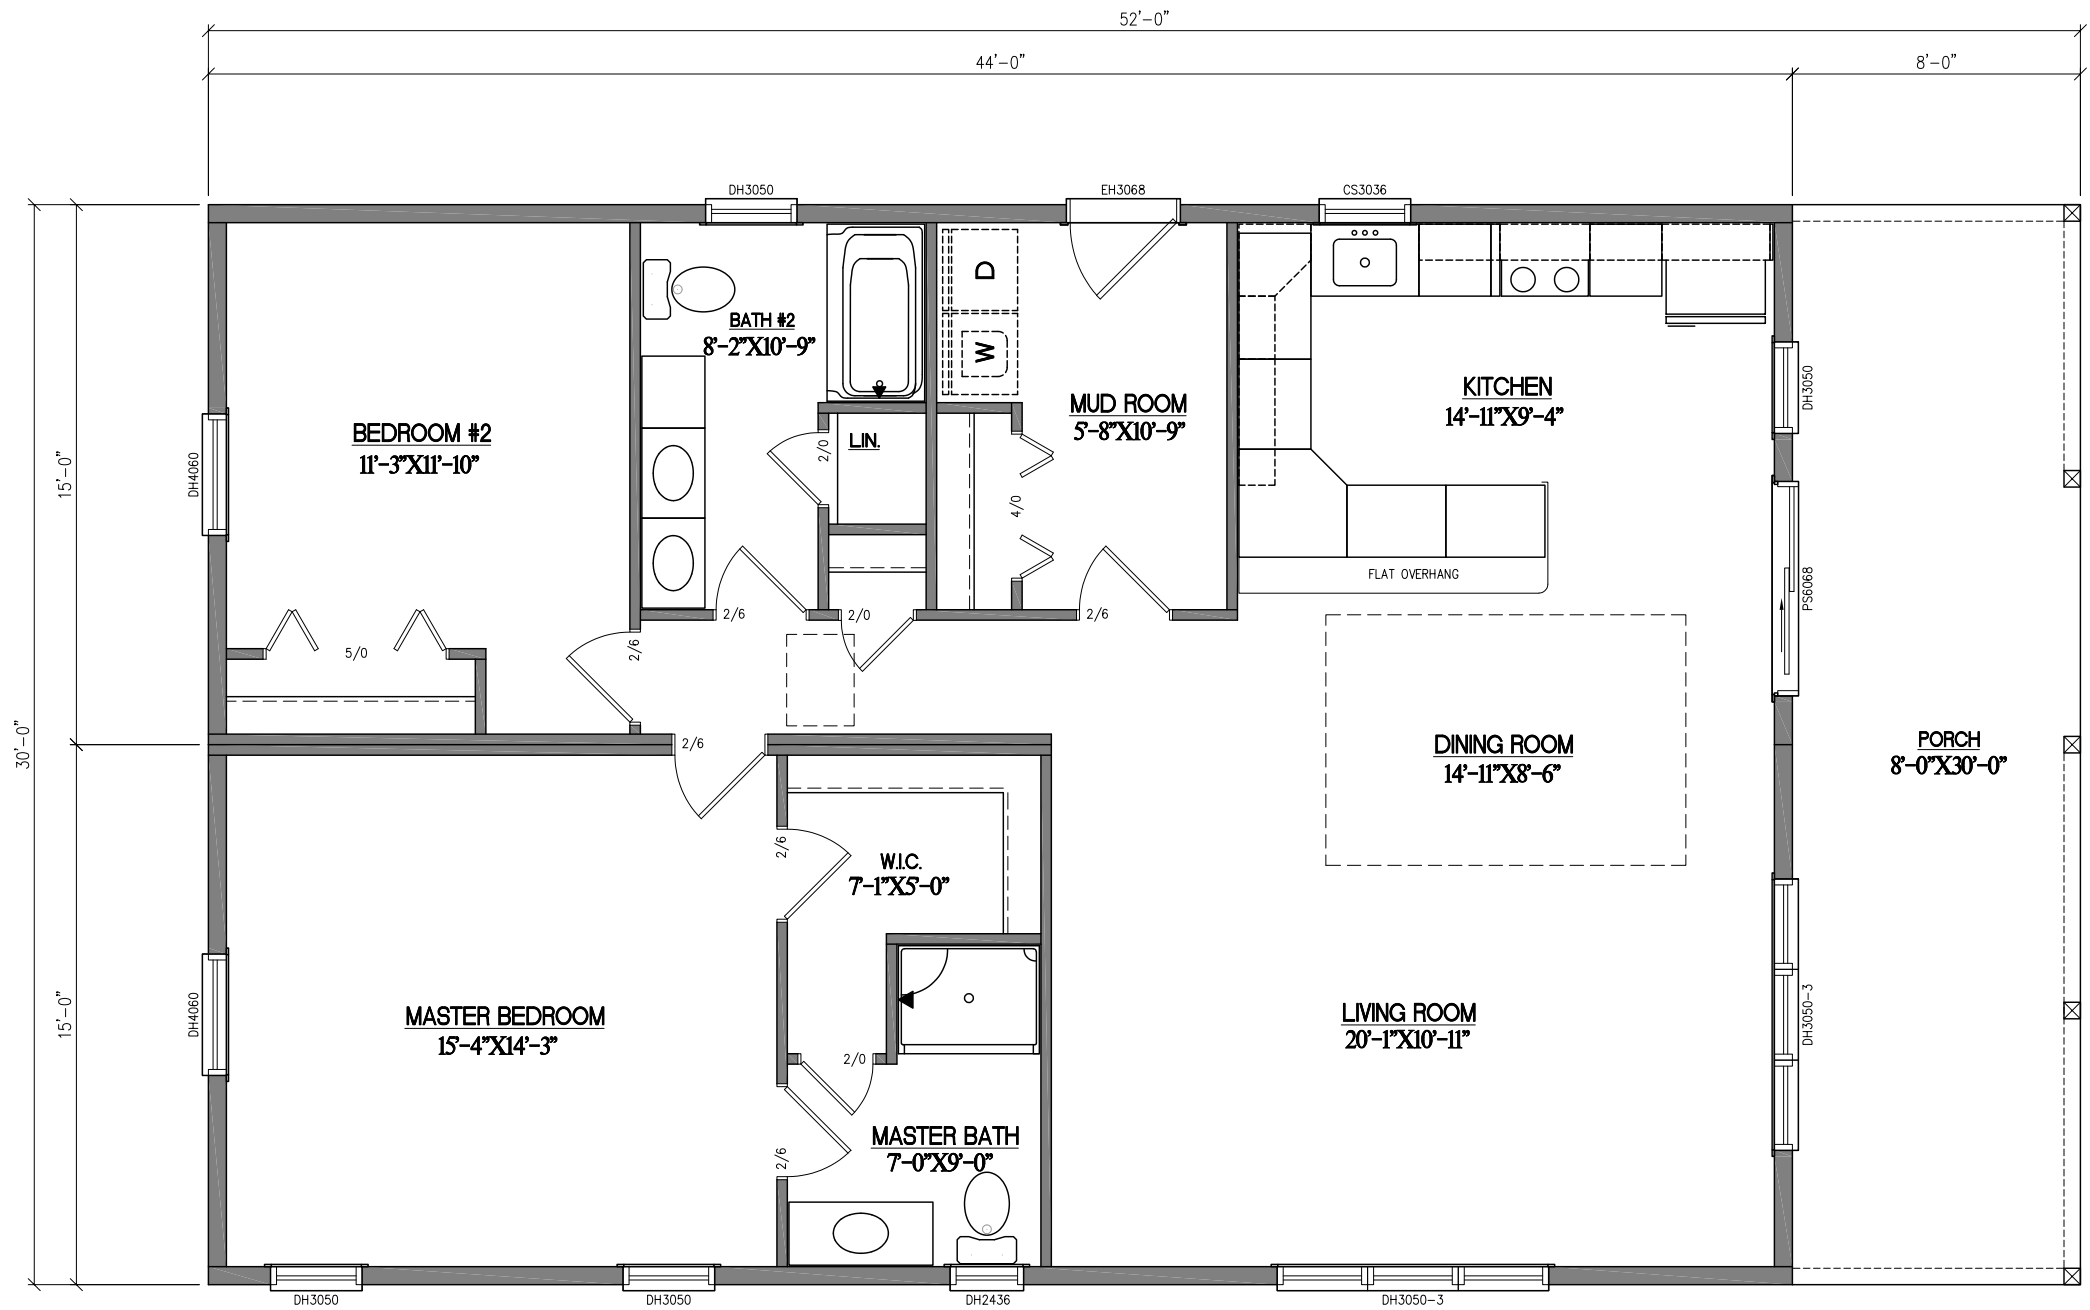 52'-0"
44'-0"
8'-0"
DH3050
EH3068
CS3036
D
W
BATH #2
8'-2"X10'-9"
KITCHEN
14'-11"X9'-4"
DH3050
MUD ROOM
5'-8"X10'-9"
BEDROOM #2
11'-3"X11'-10"
LIN.
2/0
15'-0"
DH4060
4/0
FLAT OVERHANG
PS6068
2/6
2/0
2/6
5/0
2/6
30'-0"
2/6
DINING ROOM
14'-11"X8'-6"
PORCH
8'-0"X30'-0"
2/6
W.I.C.
7'-1"X5'-0"
15'-0"
DH4060
MASTER BEDROOM
15'-4"X14'-3"
LIVING ROOM
20'-1"X10'-11"
DH3050-3
2/0
MASTER BATH
7'-0"X9'-0"
2/6
DH3050
DH3050
DH2436
DH3050-3